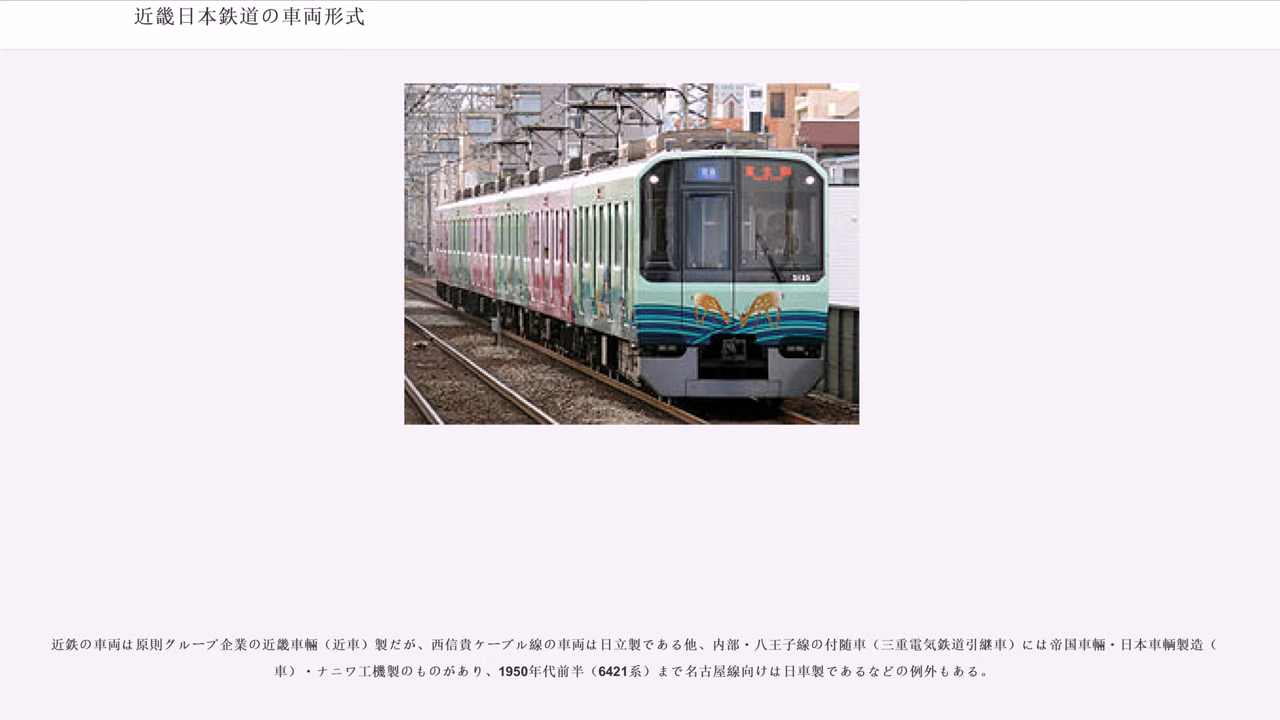 近畿日本鉄道の車両形式
東生駒
5135
近鉄の車両は原則グループ企業の近畿車輛（近車）製だが、西信貴ケーブル線の車両は日立製である他、内部・八王子線の付随車（三重電気鉄道引継車）には帝国車輛・日本車輌製造（
車）・ナニワ工機製のものがあり、1950年代前半（6421系）まで名古屋線向けは日車製であるなどの例外もある。